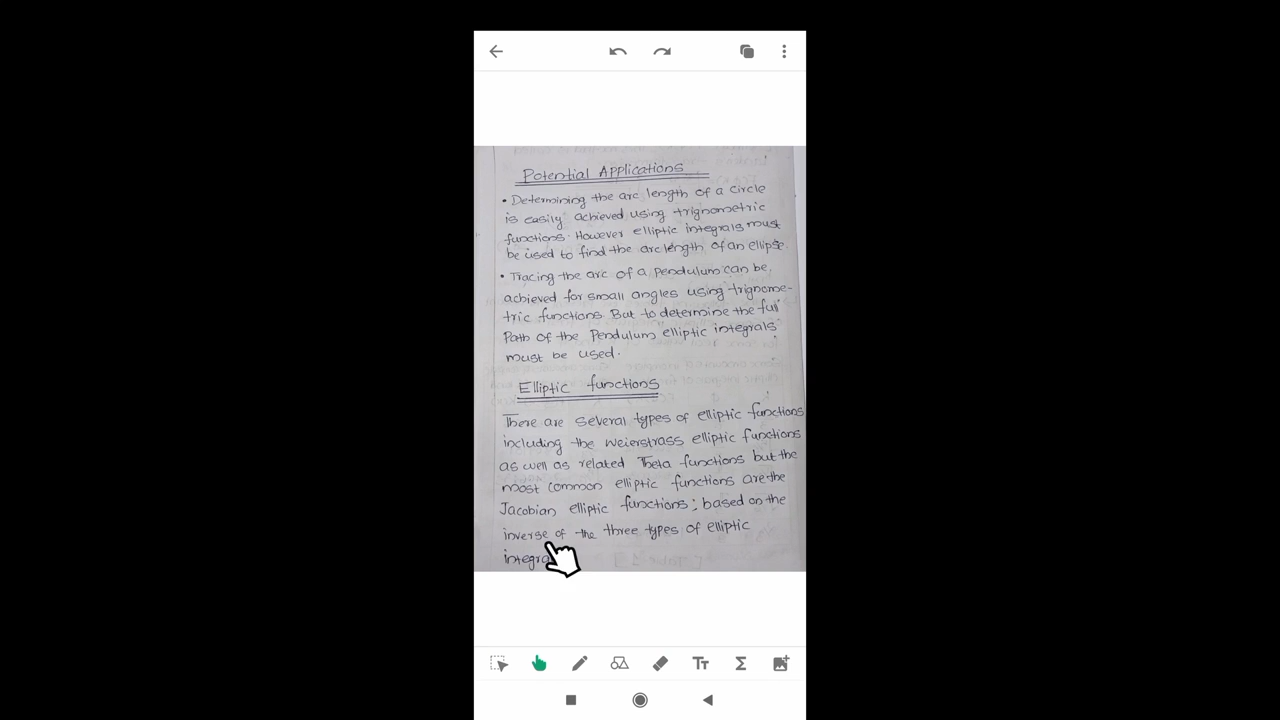 Potential Applications
• Determining the arc length of a circle
is easily achieved using trignometric
functions. However elliptic integrals must
be used to find the arc length of an ellipse.
• Tracing the arc of a pendulum can be
achieved for small angles using trignome-
tric functions. But to determine the full
Path of the Pendulum elliptic integrals
must be used.
Elliptic functions
There are several types of elliptic functions
including the weierstrass elliptic functions
as well as related Theta functions but the
most common elliptic functions are the
Jacobian elliptic functions; based on the
inverse of the three types of elliptic
Tт
Σ